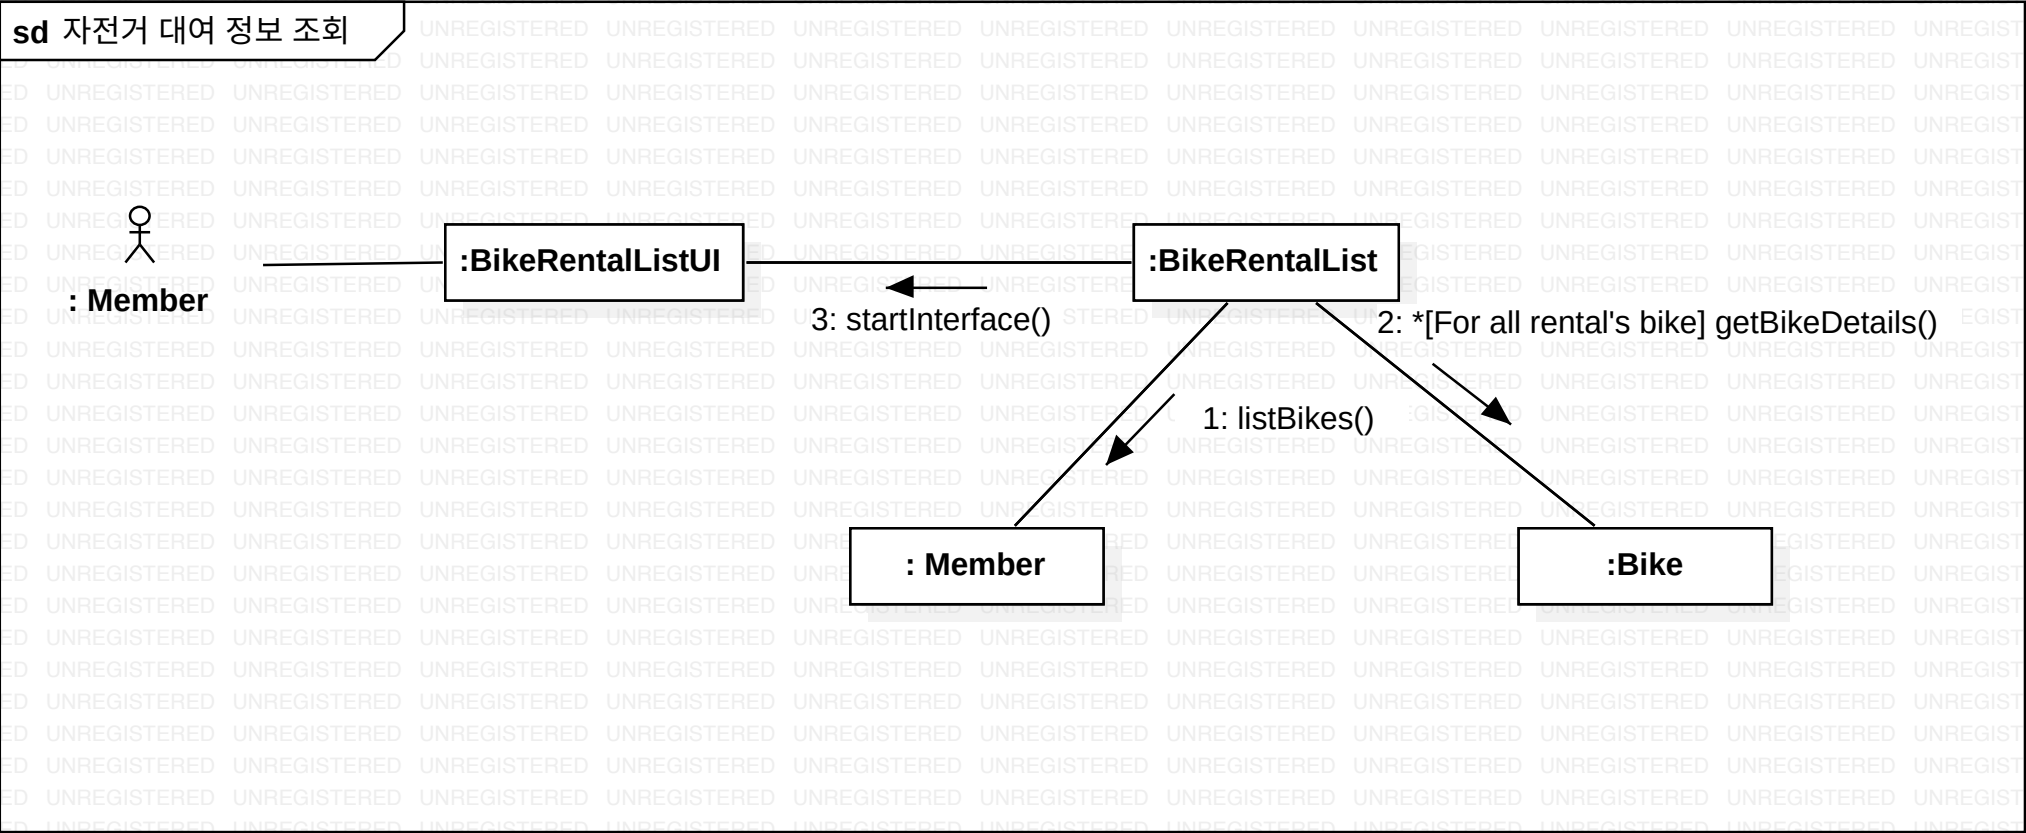 sd 자전거 대여 정보 조회
: Member
:BikeRentalListUI
:BikeRentalList
3: startInterface()
2: *[For all rental's bike] getBikeDetails()
1: listBikes()
: Member
:Bike
UNREGISTERED